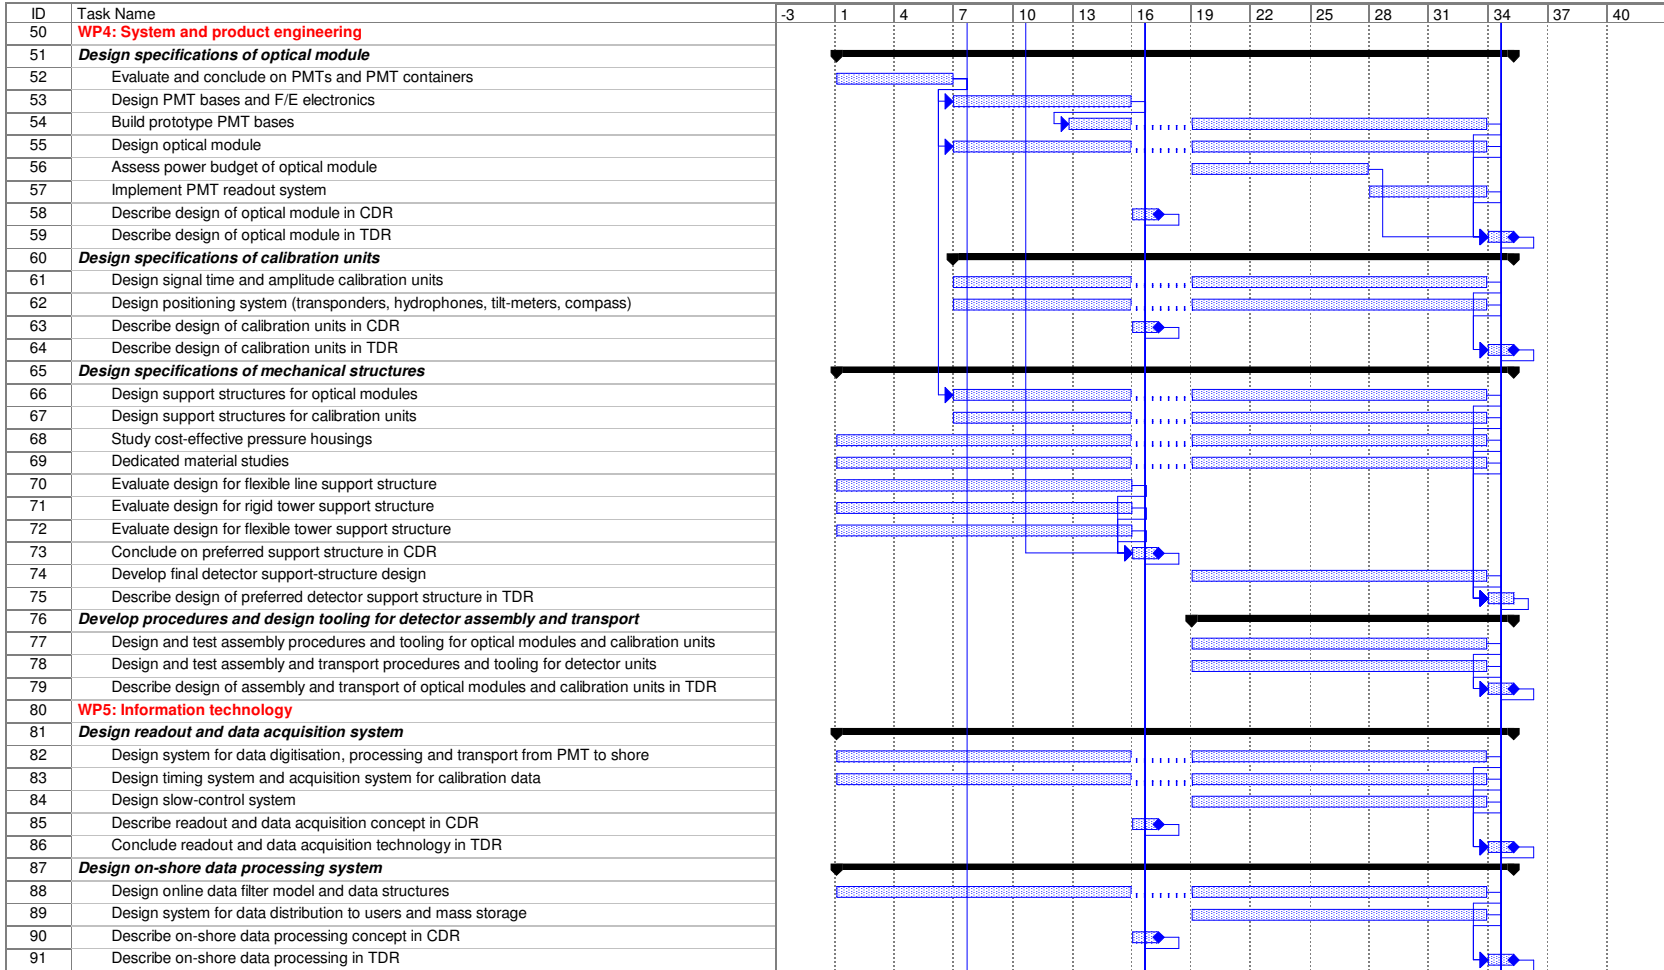 ID Task Name -3 1 4 7 10 13 16 19 22 25 28 31 34 37 40
50 WP4: System and product engineering
51 Design specifications of optical module
52 Evaluate and conclude on PMTs and PMT containers
53 Design PMT bases and F/E electronics
54 Build prototype PMT bases
55 Design optical module
56 Assess power budget of optical module
57 Implement PMT readout system
58 Describe design of optical module in CDR
59 Describe design of optical module in TDR
60 Design specifications of calibration units
61 Design signal time and amplitude calibration units
62 Design positioning system (transponders, hydrophones, tilt-meters, compass)
63 Describe design of calibration units in CDR
64 Describe design of calibration units in TDR
65 Design specifications of mechanical structures
66 Design support structures for optical modules
67 Design support structures for calibration units
68 Study cost-effective pressure housings
69 Dedicated material studies
70 Evaluate design for flexible line support structure
71 Evaluate design for rigid tower support structure
72 Evaluate design for flexible tower support structure
73 Conclude on preferred support structure in CDR
74 Develop final detector support-structure design
75 Describe design of preferred detector support structure in TDR
76 Develop procedures and design tooling for detector assembly and transport
77 Design and test assembly procedures and tooling for optical modules and calibration units
78 Design and test assembly and transport procedures and tooling for detector units
79 Describe design of assembly and transport of optical modules and calibration units in TDR
80 WP5: Information technology
81 Design readout and data acquisition system
82 Design system for data digitisation, processing and transport from PMT to shore
83 Design timing system and acquisition system for calibration data
84 Design slow-control system
85 Describe readout and data acquisition concept in CDR
86 Conclude readout and data acquisition technology in TDR
87 Design on-shore data processing system
88 Design online data filter model and data structures
89 Design system for data distribution to users and mass storage
90 Describe on-shore data processing concept in CDR
91 Describe on-shore data processing in TDR